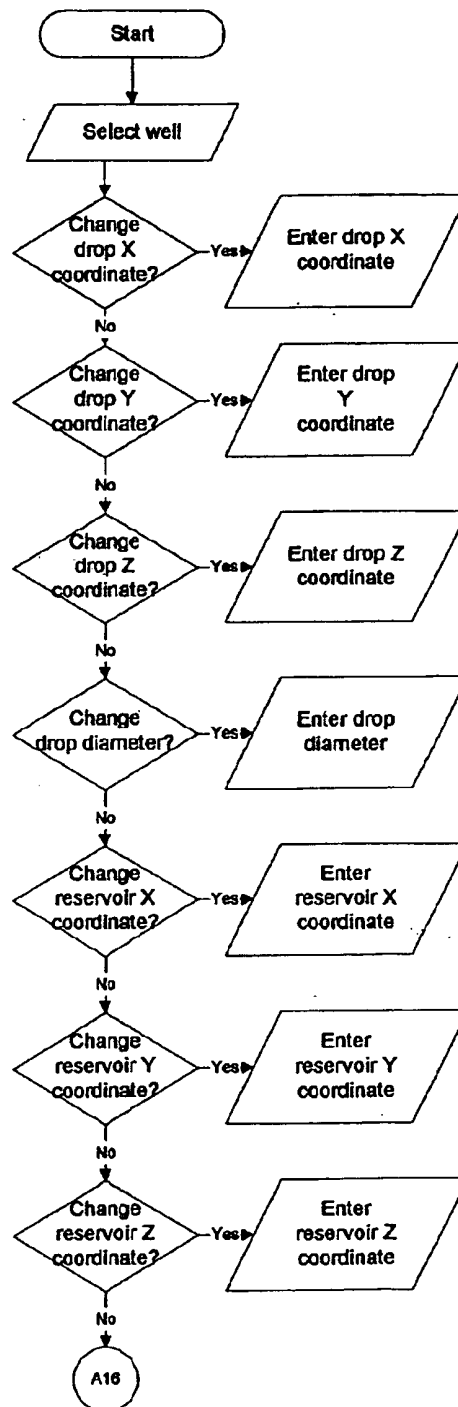 Start
Select well
Change
drop X
coordinate?
Yes
Enter drop X
coordinate
No
Change
drop Y
coordinate?
Yes
Enter drop
Y
coordinate
No
Change
drop Z
coordinate?
Yes
Enter drop Z
coordinate
No
Change
drop diameter?
Yes
Enter drop
diameter
No
Change
reservoir X
coordinate?
Yes
Enter
reservoir X
coordinate
No
Change
reservoir Y
coordinate?
Yes
Enter
reservoir Y
coordinate
No
Change
reservoir Z
coordinate?
Yes
Enter
reservoir Z
coordinate
No
A16